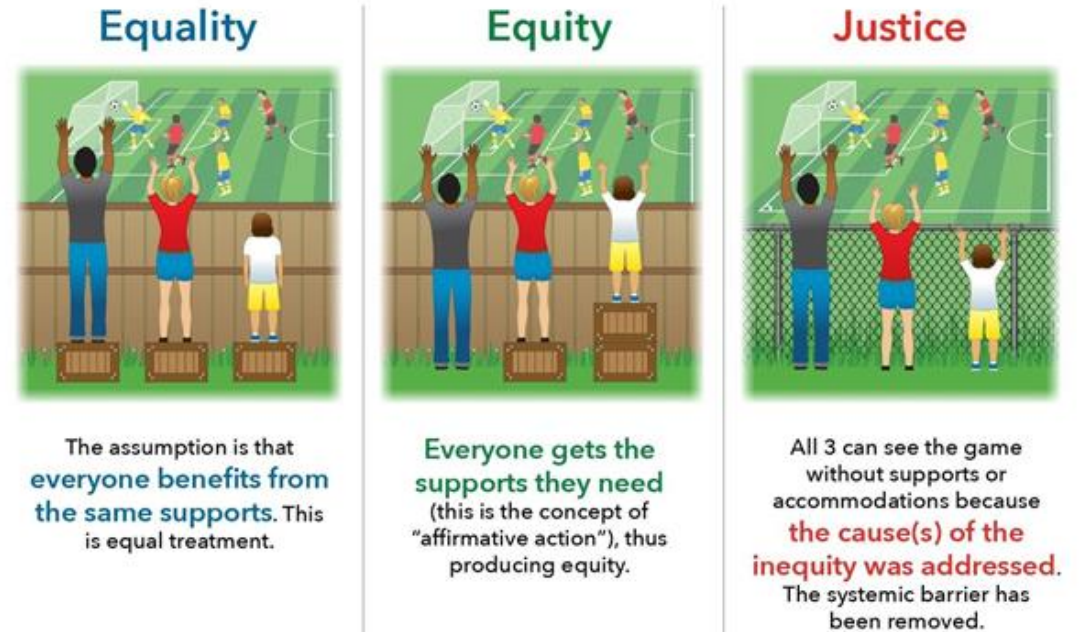 Equality
The assumption is that
everyone benefits from
the same supports. This
is equal treatment.
Equity
Everyone gets the
supports they need
(this is the concept of
“affirmative action”), thus
producing equity.
Justice
All 3 can see the game
without supports or
accommodations because
the cause(s) of the
inequity was addressed.
The systemic barrier has
been removed.